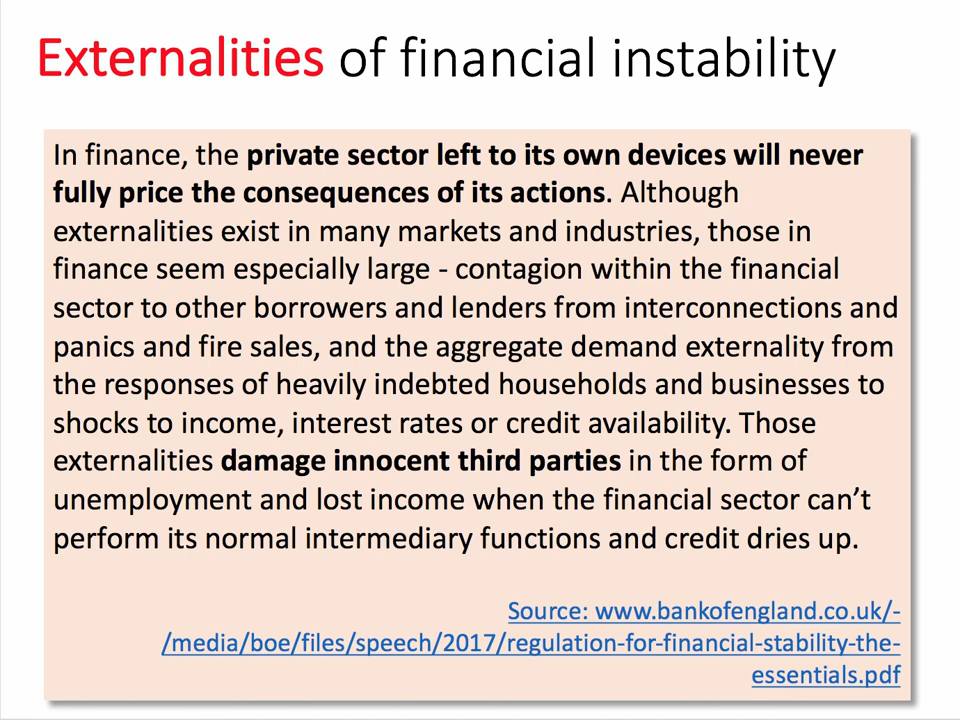 Externalities of financial instability
In finance, the private sector left to its own devices will never
fully price the consequences of its actions. Although
externalities exist in many markets and industries, those in
finance seem especially large - contagion within the financial
sector to other borrowers and lenders from interconnections and
panics and fire sales, and the aggregate demand externality from
the responses of heavily indebted households and businesses to
shocks to income, interest rates or credit availability. Those
externalities damage innocent third parties in the form of
unemployment and lost income when the financial sector can’t
perform its normal intermediary functions and credit dries up.
Source: www.bankofengland.co.uk/-
/media/boe/files/speech/2017/regulation-for-financial-stability-the-
essentials.pdf